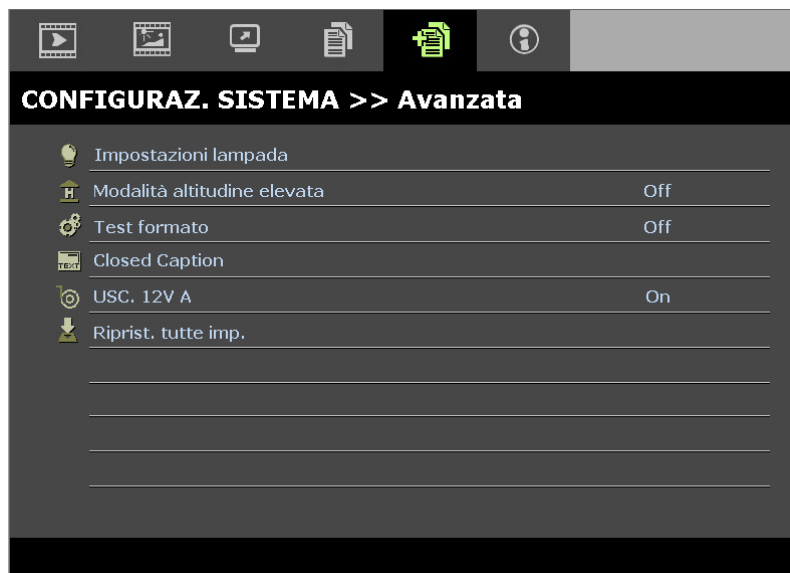 CONFIGURAZ. SISTEMA >> Avanzata
Impostazioni lampada
H Modalità altitudine elevata Off
Test formato Off
TEXT Closed Caption
USC. 12V A On
Riprist. tutte imp.